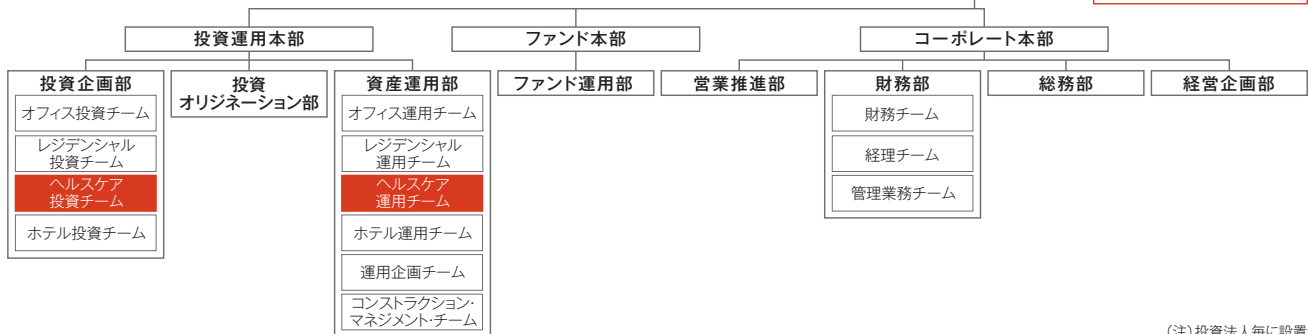 投資運用本部
ファンド本部
コーポレート本部
投資企画部
オフィス投資チーム
レジデンシャル
投資チーム
ヘルスケア
投資チーム
ホテル投資チーム
投資
オリジネーション部
資産運用部
オフィス運用チーム
レジデンシャル
運用チーム
ヘルスケア
運用チーム
ホテル運用チーム
運用企画チーム
コンストラクション・
マネジメント・チーム
ファンド運用部
営業推進部
財務部
財務チーム
経理チーム
管理業務チーム
総務部
経営企画部
(注)投資法人毎に設置